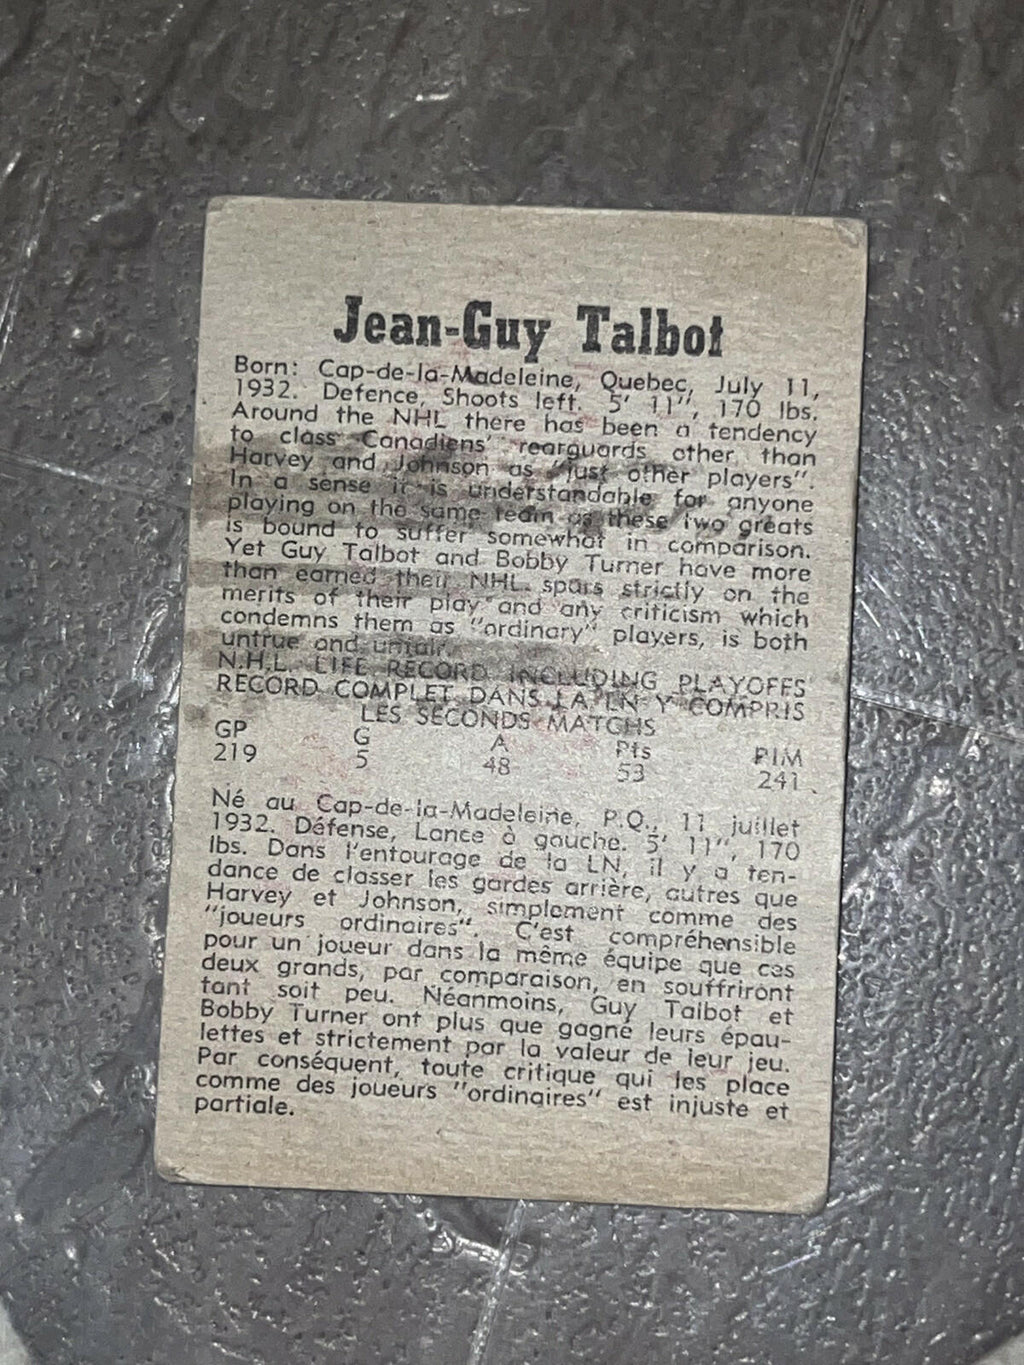 Jean-Guy Talbot
Born: Cap-de-la-Madeleine, Quebec, July 11,
1932. Defence, Shoots left. 5' 11", 170 lbs.
Around the NHL there has been a tendency
to class Canadiens' rearguards other than
Harvey and Johnson as "just other players".
In a sense it is understandable for anyone
playing on the same team as these two greats
is bound to suffer somewhat in comparison.
Yet Guy Talbot and Bobby Turner have more
than earned their NHL spurs strictly on the
merits of their play and any criticism which
condemns them as "ordinary" players, is both
untrue and unfair.
N.H.L. LIFE RECORD INCLUDING PLAYOFFS
RECORD COMPLET DANS LA LN Y COMPRIS
LES SECONDS MATCHS
GP G A Pts PIM
219 5 48 53 241
Né au Cap-de-la-Madeleine, P.Q., 11 juillet
1932. Défense, Lance à gauche. 5' 11", 170
lbs. Dans l'entourage de la LN, il y a ten-
dance de classer les gardes arrière, autres que
Harvey et Johnson, simplement comme des
"joueurs ordinaires". C'est compréhensible
pour un joueur dans la même équipe que ces
deux grands, par comparaison, en souffriront
tant soit peu. Néanmoins, Guy Talbot et
Bobby Turner ont plus que gagné leurs épau-
lettes et strictement par la valeur de leur jeu.
Par conséquent, toute critique qui les place
comme des joueurs "ordinaires" est injuste et
partiale.